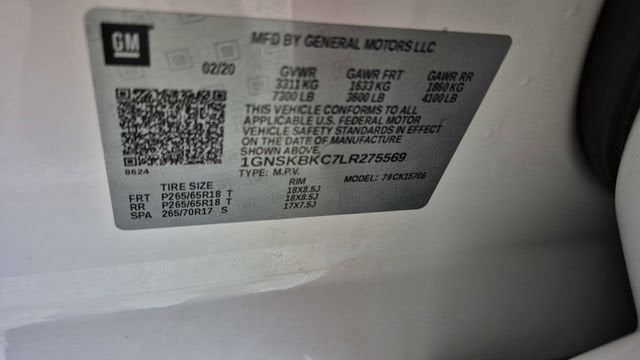 GM
MFD BY GENERAL MOTORS LLC
02/20 GVWR GAWR FRT GAWR RR
3311 KG 1633 KG 1860 KG
7300 LB 3600 LB 4100 LB
THIS VEHICLE CONFORMS TO ALL
APPLICABLE U.S. FEDERAL MOTOR
VEHICLE SAFETY STANDARDS IN EFFECT
ON THE DATE OF MANUFACTURE
SHOWN ABOVE.
8624 1GNSKBKC7LR275569
TYPE: M.P.V. MODEL: 78CK15706
TIRE SIZE RIM
FRT P265/65R18 T 18X8.5J
RR P265/65R18 T 18X8.5J
SPA 265/70R17 S 17X7.5J